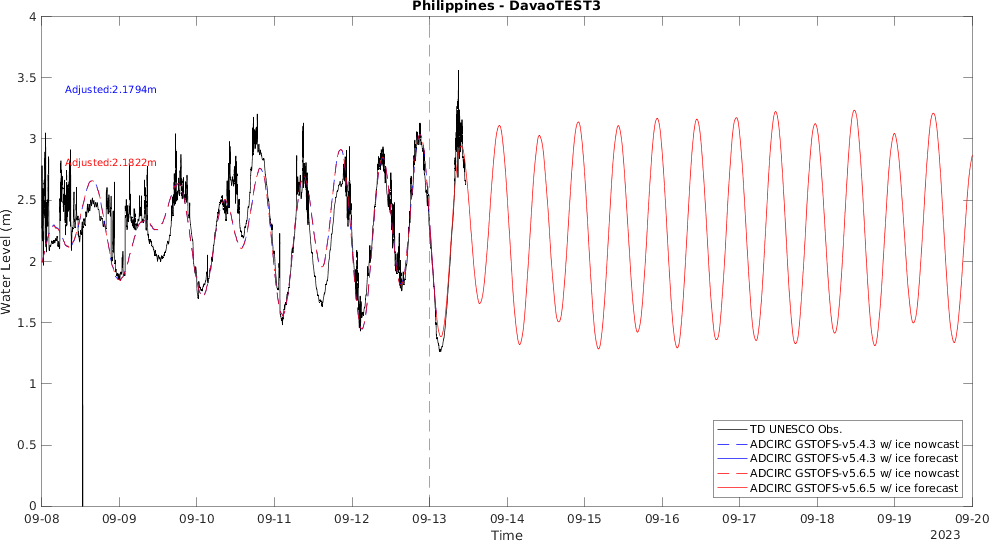 Philippines - DavaoTEST3
4
3.5
3
2.5
2
1.5
1
0.5
0
Water Level (m)
Adjusted:2.1794m
Adjusted:2.1822m
TD UNESCO Obs.
ADCIRC GSTOFS-v5.4.3 w/ ice nowcast
ADCIRC GSTOFS-v5.4.3 w/ ice forecast
ADCIRC GSTOFS-v5.6.5 w/ ice nowcast
ADCIRC GSTOFS-v5.6.5 w/ ice forecast
09-08 09-09 09-10 09-11 09-12 09-13 09-14 09-15 09-16 09-17 09-18 09-19 09-20
Time
2023